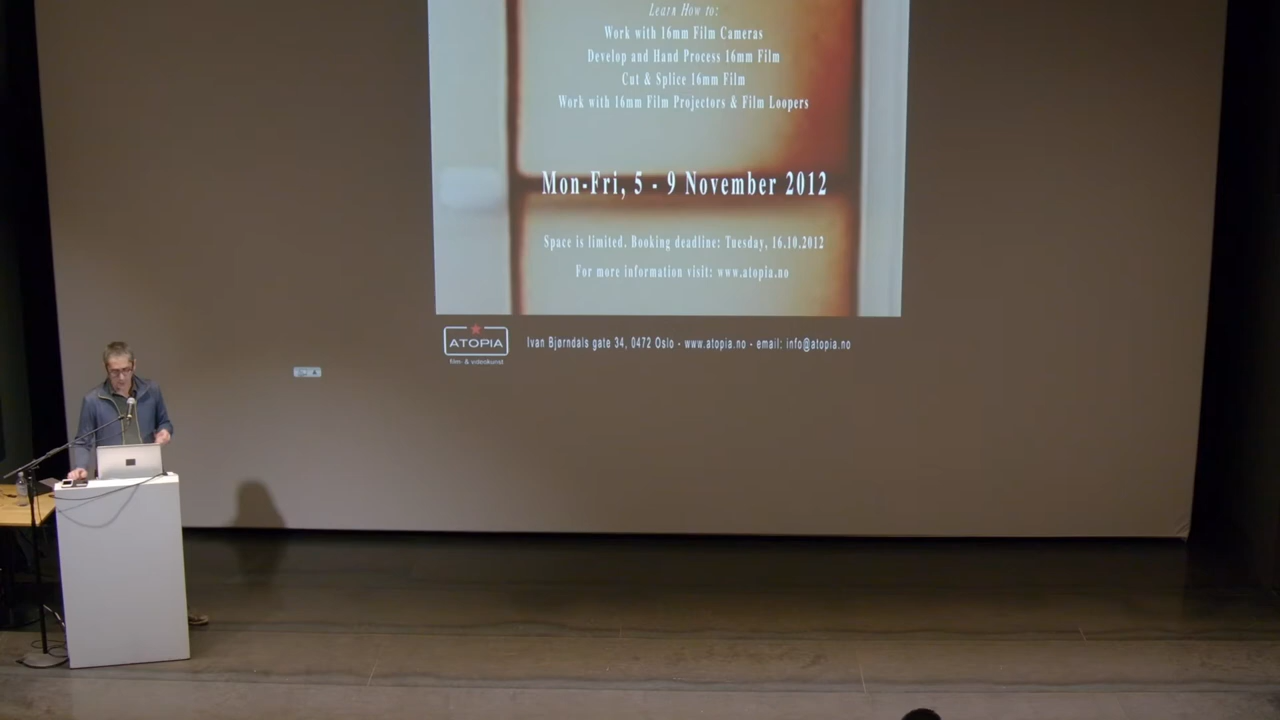 Learn How to:
Work with 16mm Film Cameras
Develop and Hand Process 16mm Film
Cut & Splice 16mm Film
Work with 16mm Film Projectors & Film Loopers
Mon-Fri, 5 - 9 November 2012
Space is limited. Booking deadline: Tuesday, 16.10.2012
For more information visit: www.atopia.no
ATOPIA
film- & videokunst
Ivan Bjørndals gate 34, 0472 Oslo - www.atopia.no - email: info@atopia.no